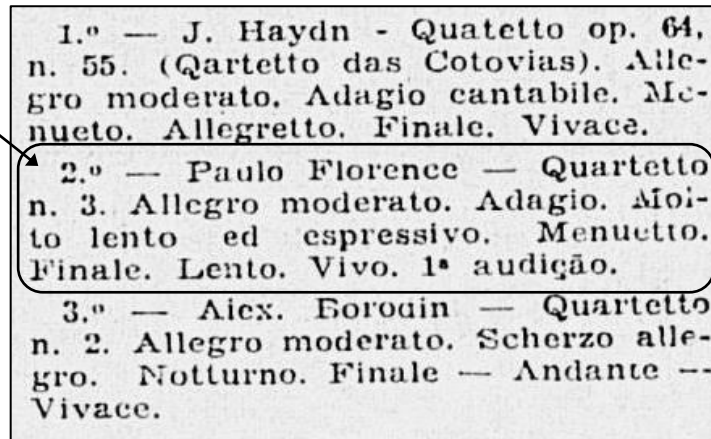 1.º — J. Haydn - Quatetto op. 64,
n. 55. (Qartetto das Cotovias). Alle-
gro moderato. Adagio cantabile. Me-
nueto. Allegretto. Finale. Vivace.
2.º — Paulo Florence — Quartetto
n. 3. Allegro moderato. Adagio. Mol-
to lento ed espressivo. Menuetto.
Finale. Lento. Vivo. 1ª audição.
3.º — Alex. Borodin — Quartetto
n. 2. Allegro moderato. Scherzo alle-
gro. Notturno. Finale — Andante --
Vivace.